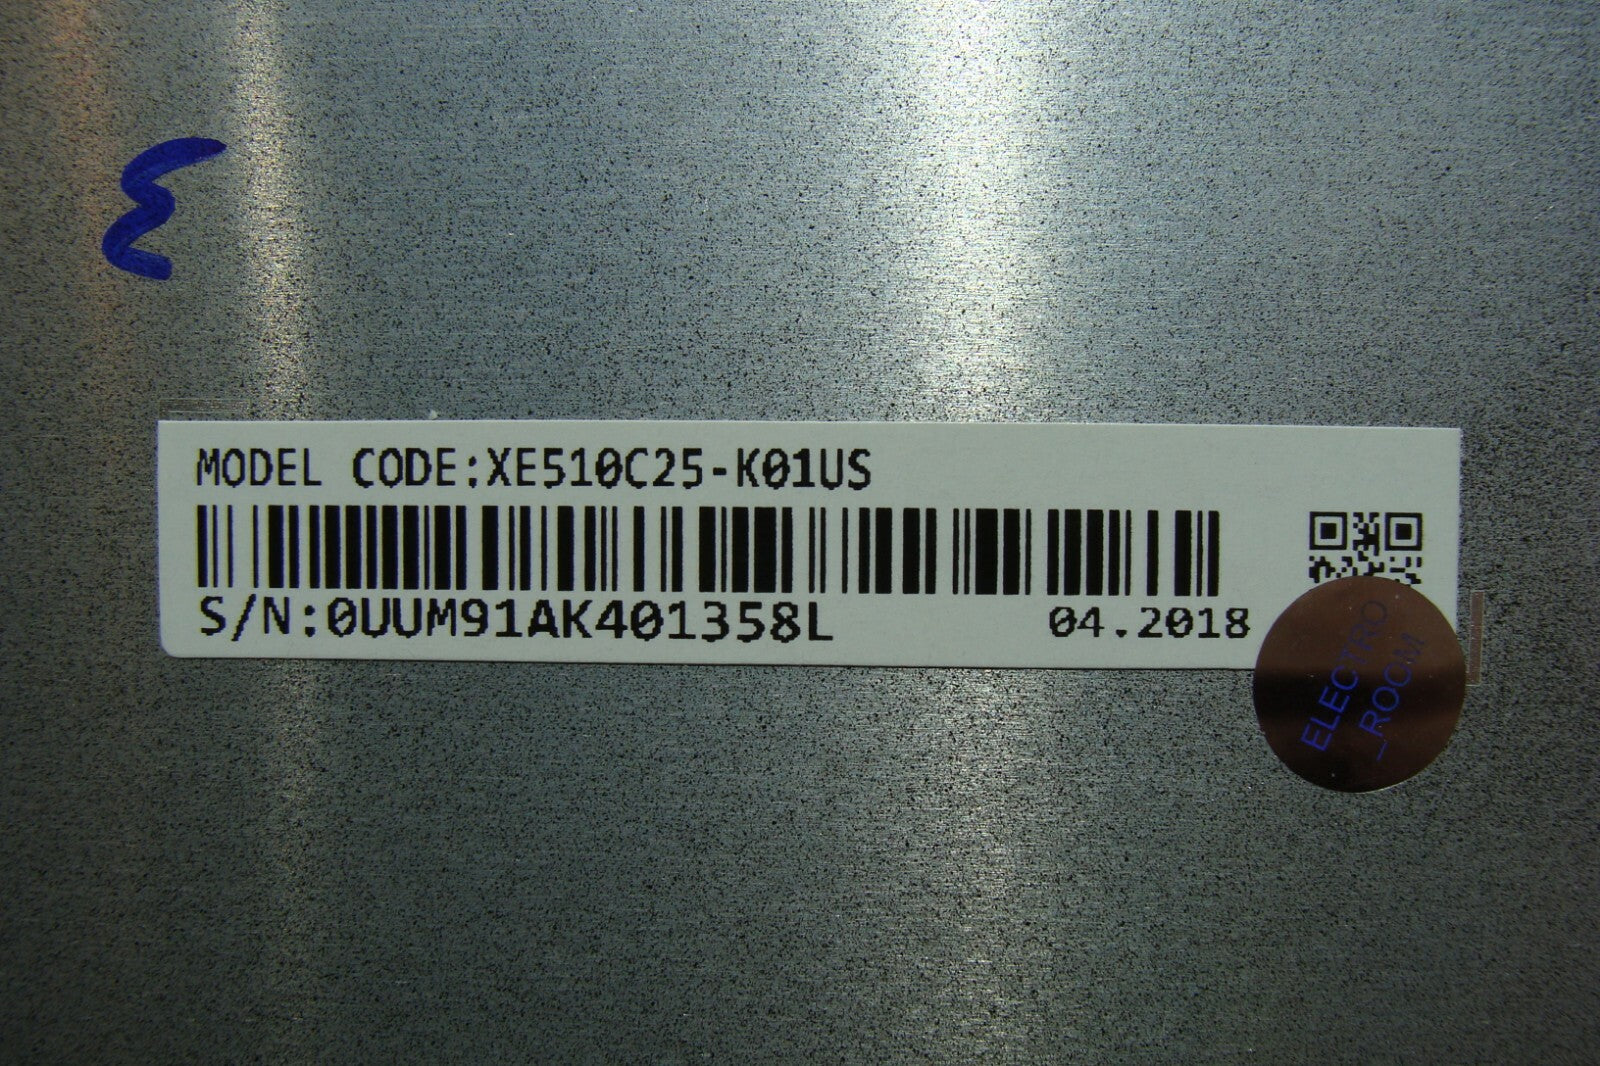 MODEL CODE:XE510C25-K01US
S/N:0UUM91AK401358L
04.2018
ELECTRO
_ROOM